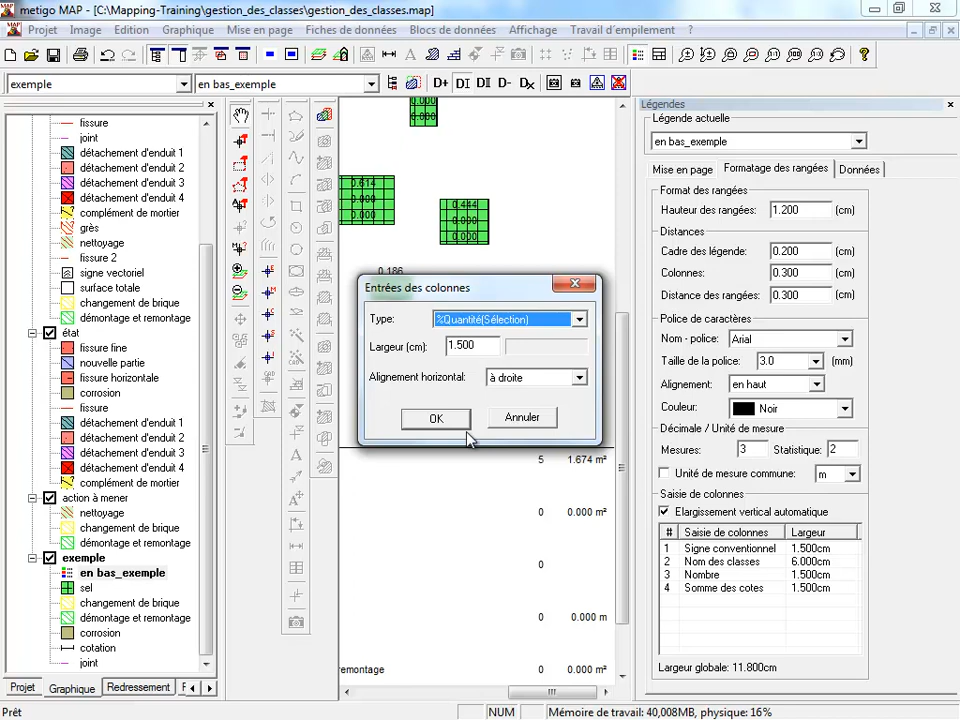 metigo MAP - [C:\Mapping-Training\gestion_des_classes\gestion_des_classes.map]
Projet Image Edition Graphique Mise en page Fiches de données Blocs de données Affichage Travail d'empilement ?
exemple
en bas_exemple
D+ D- Dx
fissure
joint
détachement d'enduit 1
détachement d'enduit 2
détachement d'enduit 3
détachement d'enduit 4
complément de mortier
grès
nettoyage
fissure 2
signe vectoriel
surface totale
changement de brique
démontage et remontage
état
fissure fine
nouvelle partie
fissure horizontale
corrosion
fissure
détachement d'enduit 1
détachement d'enduit 2
détachement d'enduit 3
détachement d'enduit 4
complément de mortier
action à mener
nettoyage
changement de brique
démontage et remontage
exemple
en bas_exemple
sel
changement de brique
démontage et remontage
corrosion
cotation
joint
Projet Graphique Redressement
0.000
0.000
0.614
0.000
0.000
0.444
0.000
0.000
0.186
5 1.674 m²
0 0.000 m²
0
0 0.000 m
remontage 0 0.000 m²
Entrées des colonnes
Type: %Quantité(Sélection)
Largeur (cm): 1.500
Alignement horizontal: à droite
OK Annuler
Légendes
Légende actuelle
en bas_exemple
Mise en page Formatage des rangées Données
Format des rangées
Hauteur des rangées: 1.200 (cm)
Distances
Cadre des légende: 0.200 (cm)
Colonnes: 0.300 (cm)
Distance des rangées: 0.300 (cm)
Police de caractères
Nom - police: Arial
Taille de la police: 3.0 (mm)
Alignement: en haut
Couleur: Noir
Décimale / Unité de mesure
Mesures: 3 Statistique: 2
Unité de mesure commune: m
Saisie de colonnes
Elargissement vertical automatique
# Saisie de colonnes Largeur
1 Signe conventionnel 1.500cm
2 Nom des classes 6.000cm
3 Nombre 1.500cm
4 Somme des cotes 1.500cm
Largeur globale: 11.800cm
Prêt
NUM
Mémoire de travail: 40,008MB, physique: 16%